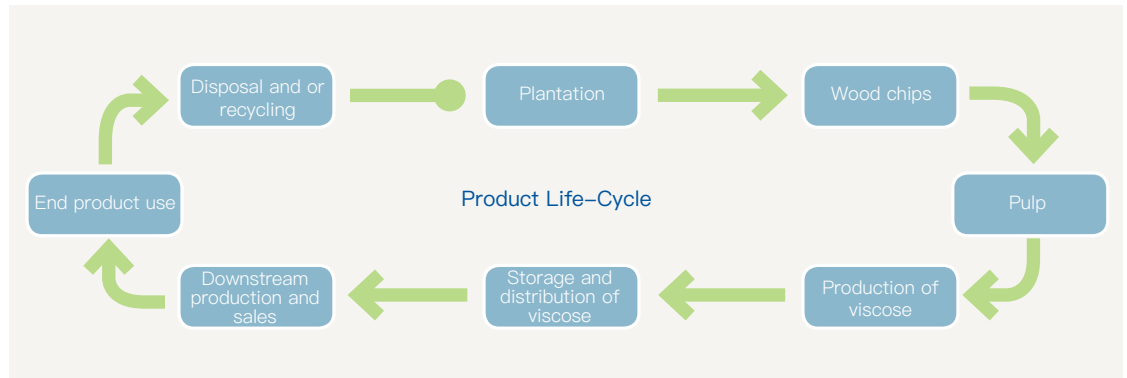 Disposal and or
recycling
Plantation
Wood chips
End product use
Product Life-Cycle
Pulp
Downstream
production and
sales
Storage and
distribution of
viscose
Production of
viscose